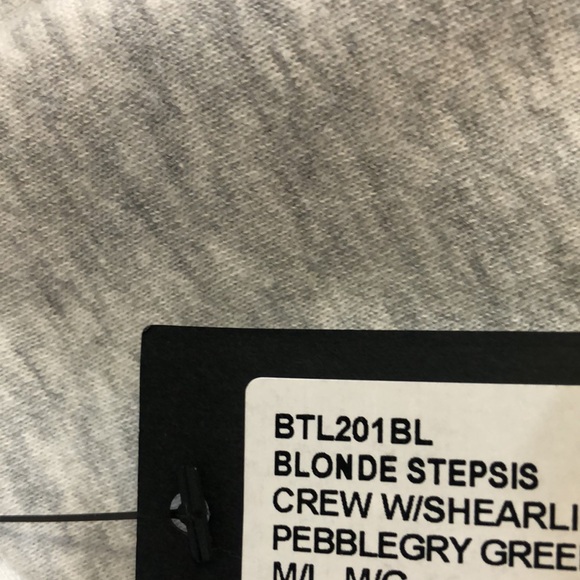 BTL201BL
BLONDE STEPSIS
CREW W/SHEARLI
PEBBLEGRY GREE
M/L M/G